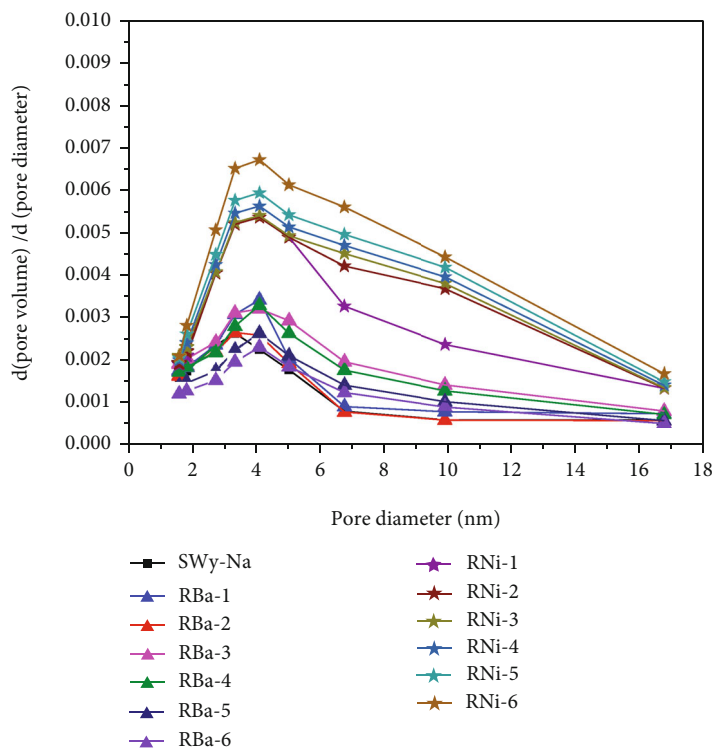 0.010
0.009
0.008
0.007
0.006
0.005
0.004
0.003
0.002
0.001
0.000
d(pore volume) /d (pore diameter)
0 2 4 6 8 10 12 14 16 18
Pore diameter (nm)
SWy-Na
RBa-1
RBa-2
RBa-3
RBa-4
RBa-5
RBa-6
RNi-1
RNi-2
RNi-3
RNi-4
RNi-5
RNi-6